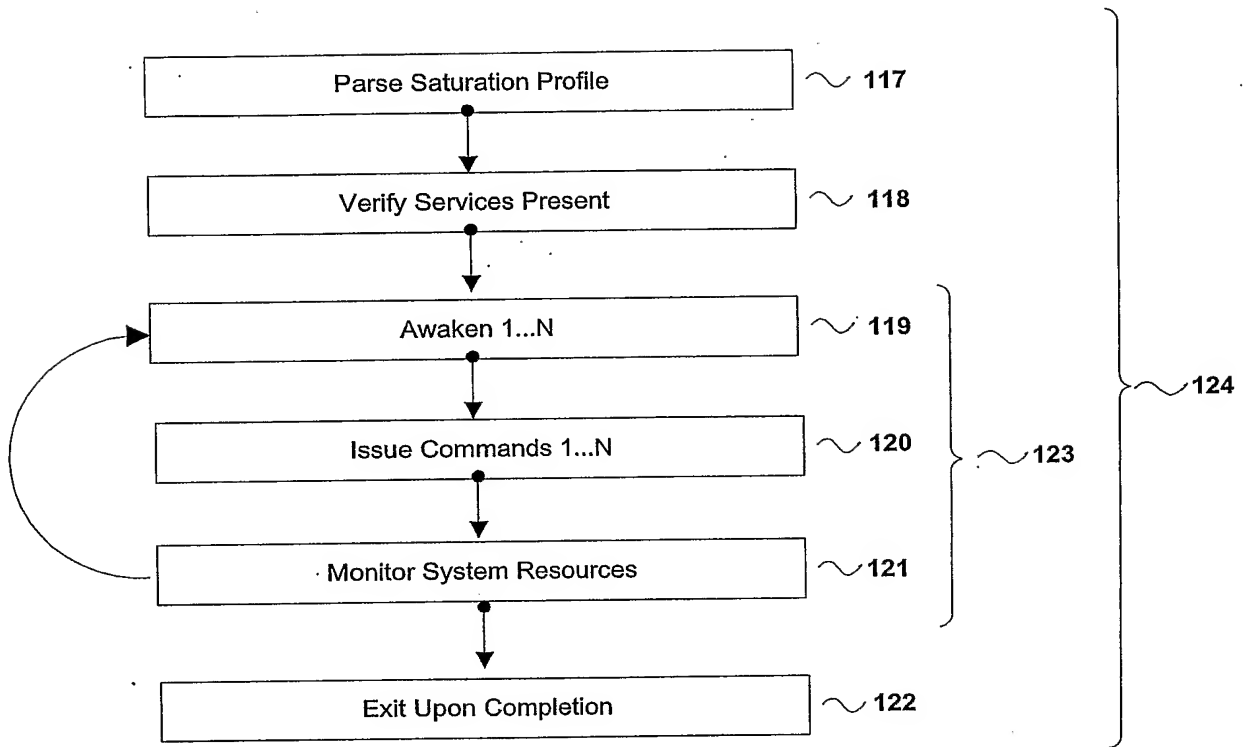 Parse Saturation Profile 117
Verify Services Present 118
Awaken 1...N 119
124
Issue Commands 1...N 120
123
Monitor System Resources 121
Exit Upon Completion 122